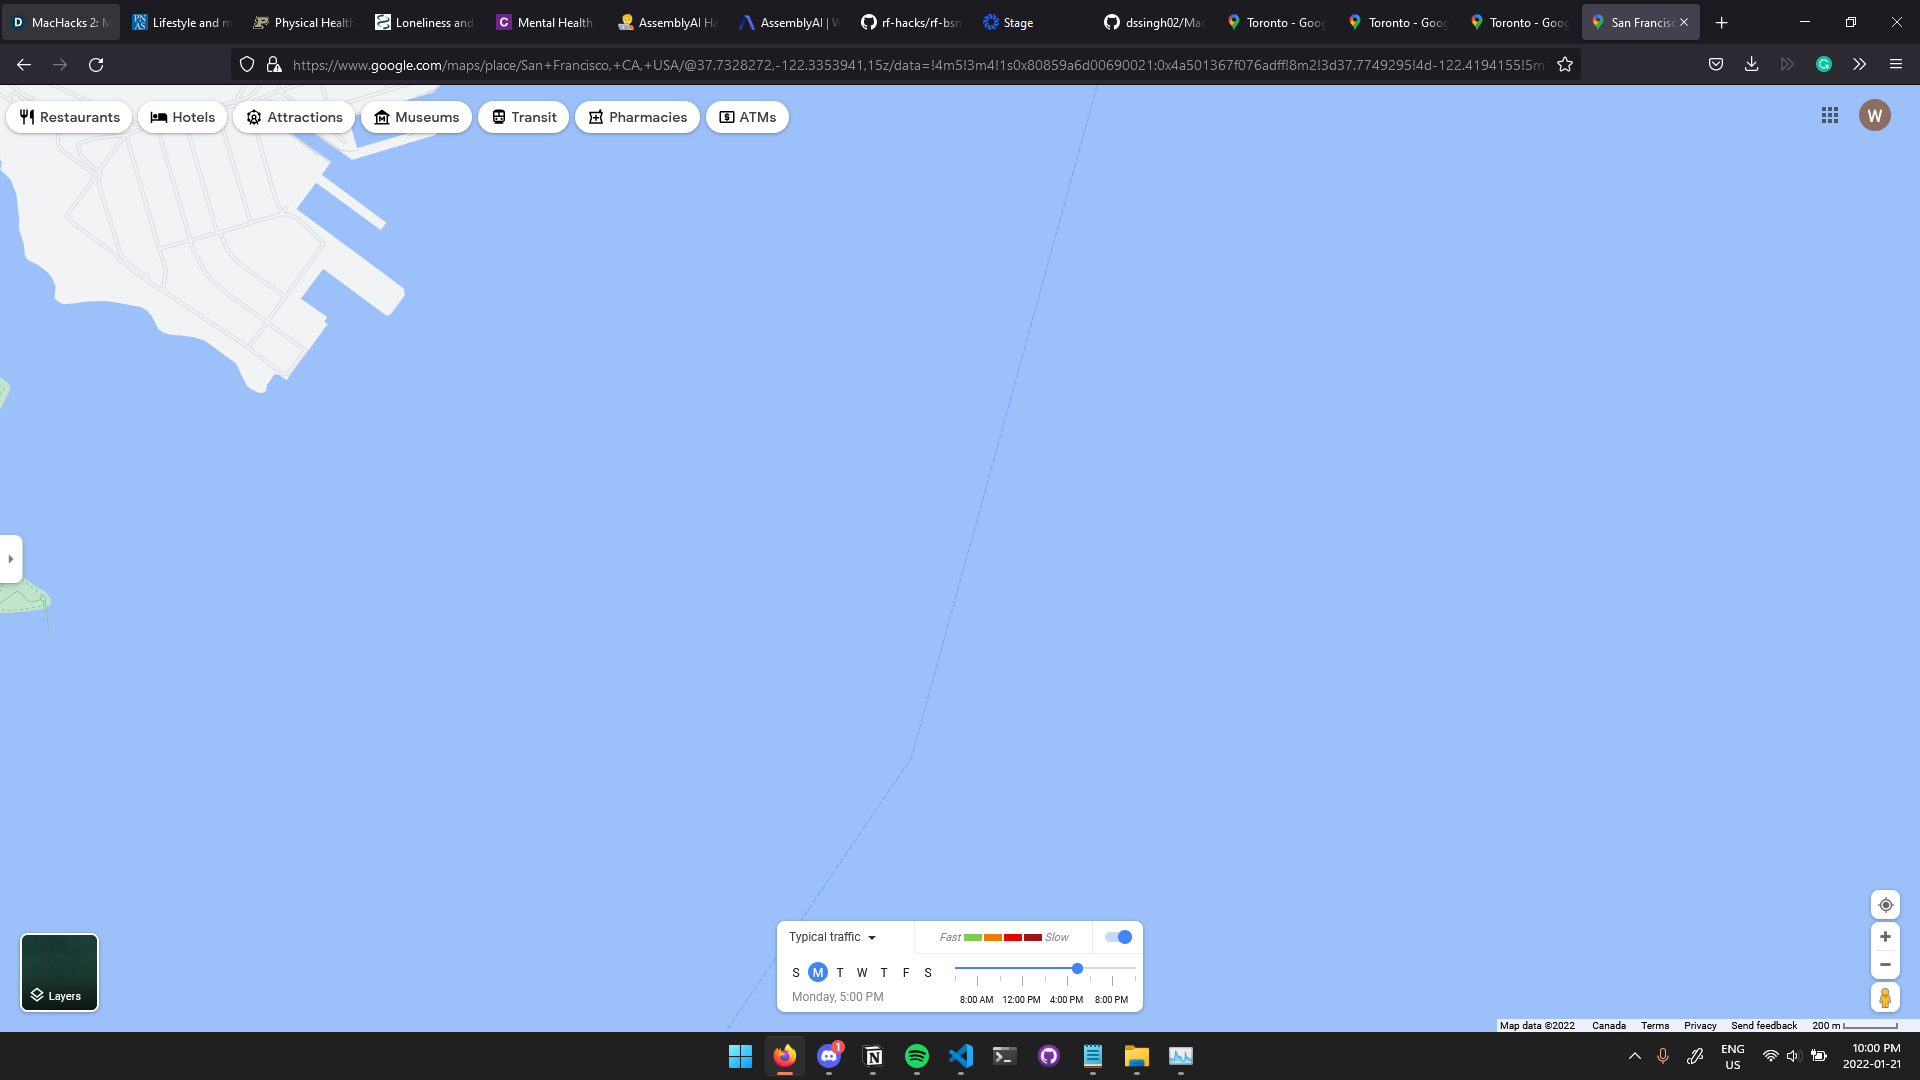 MacHacks 2: M
Lifestyle and m
Physical Health
Loneliness and
Mental Health
AssemblyAI Ha
AssemblyAI | W
rf-hacks/rf-bsn
Stage
dssingh02/Mac
Toronto - Goog
Toronto - Goog
Toronto - Goog
San Francisc
https://www.google.com/maps/place/San+Francisco,+CA,+USA/@37.7328272,-122.3353941,15z/data=!4m5!3m4!1s0x80859a6d00690021:0x4a501367f076adff!8m2!3d37.7749295!4d-122.4194155!5m1
Restaurants
Hotels
Attractions
Museums
Transit
Pharmacies
ATMs
W
Typical traffic
Fast
Slow
S M T W T F S
Monday, 5:00 PM
8:00 AM 12:00 PM 4:00 PM 8:00 PM
Layers
Map data ©2022 Canada Terms Privacy Send feedback 200 m
1
ENG
US
10:00 PM
2022-01-21